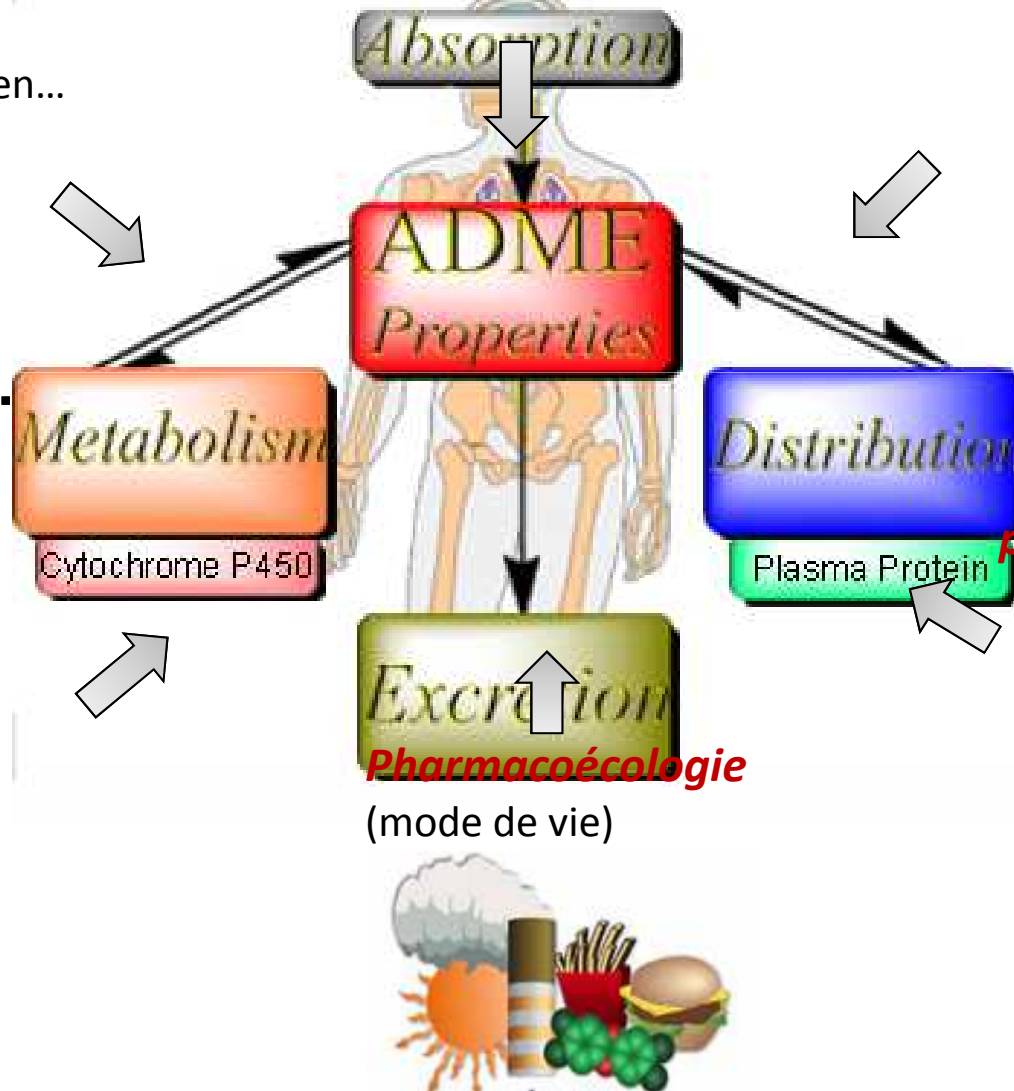 Absorption
en…
ADME
Properties
.
Metabolism
Distribution
Cytochrome P450
Plasma Protein
p
Excretion
Pharmacoécologie
(mode de vie)